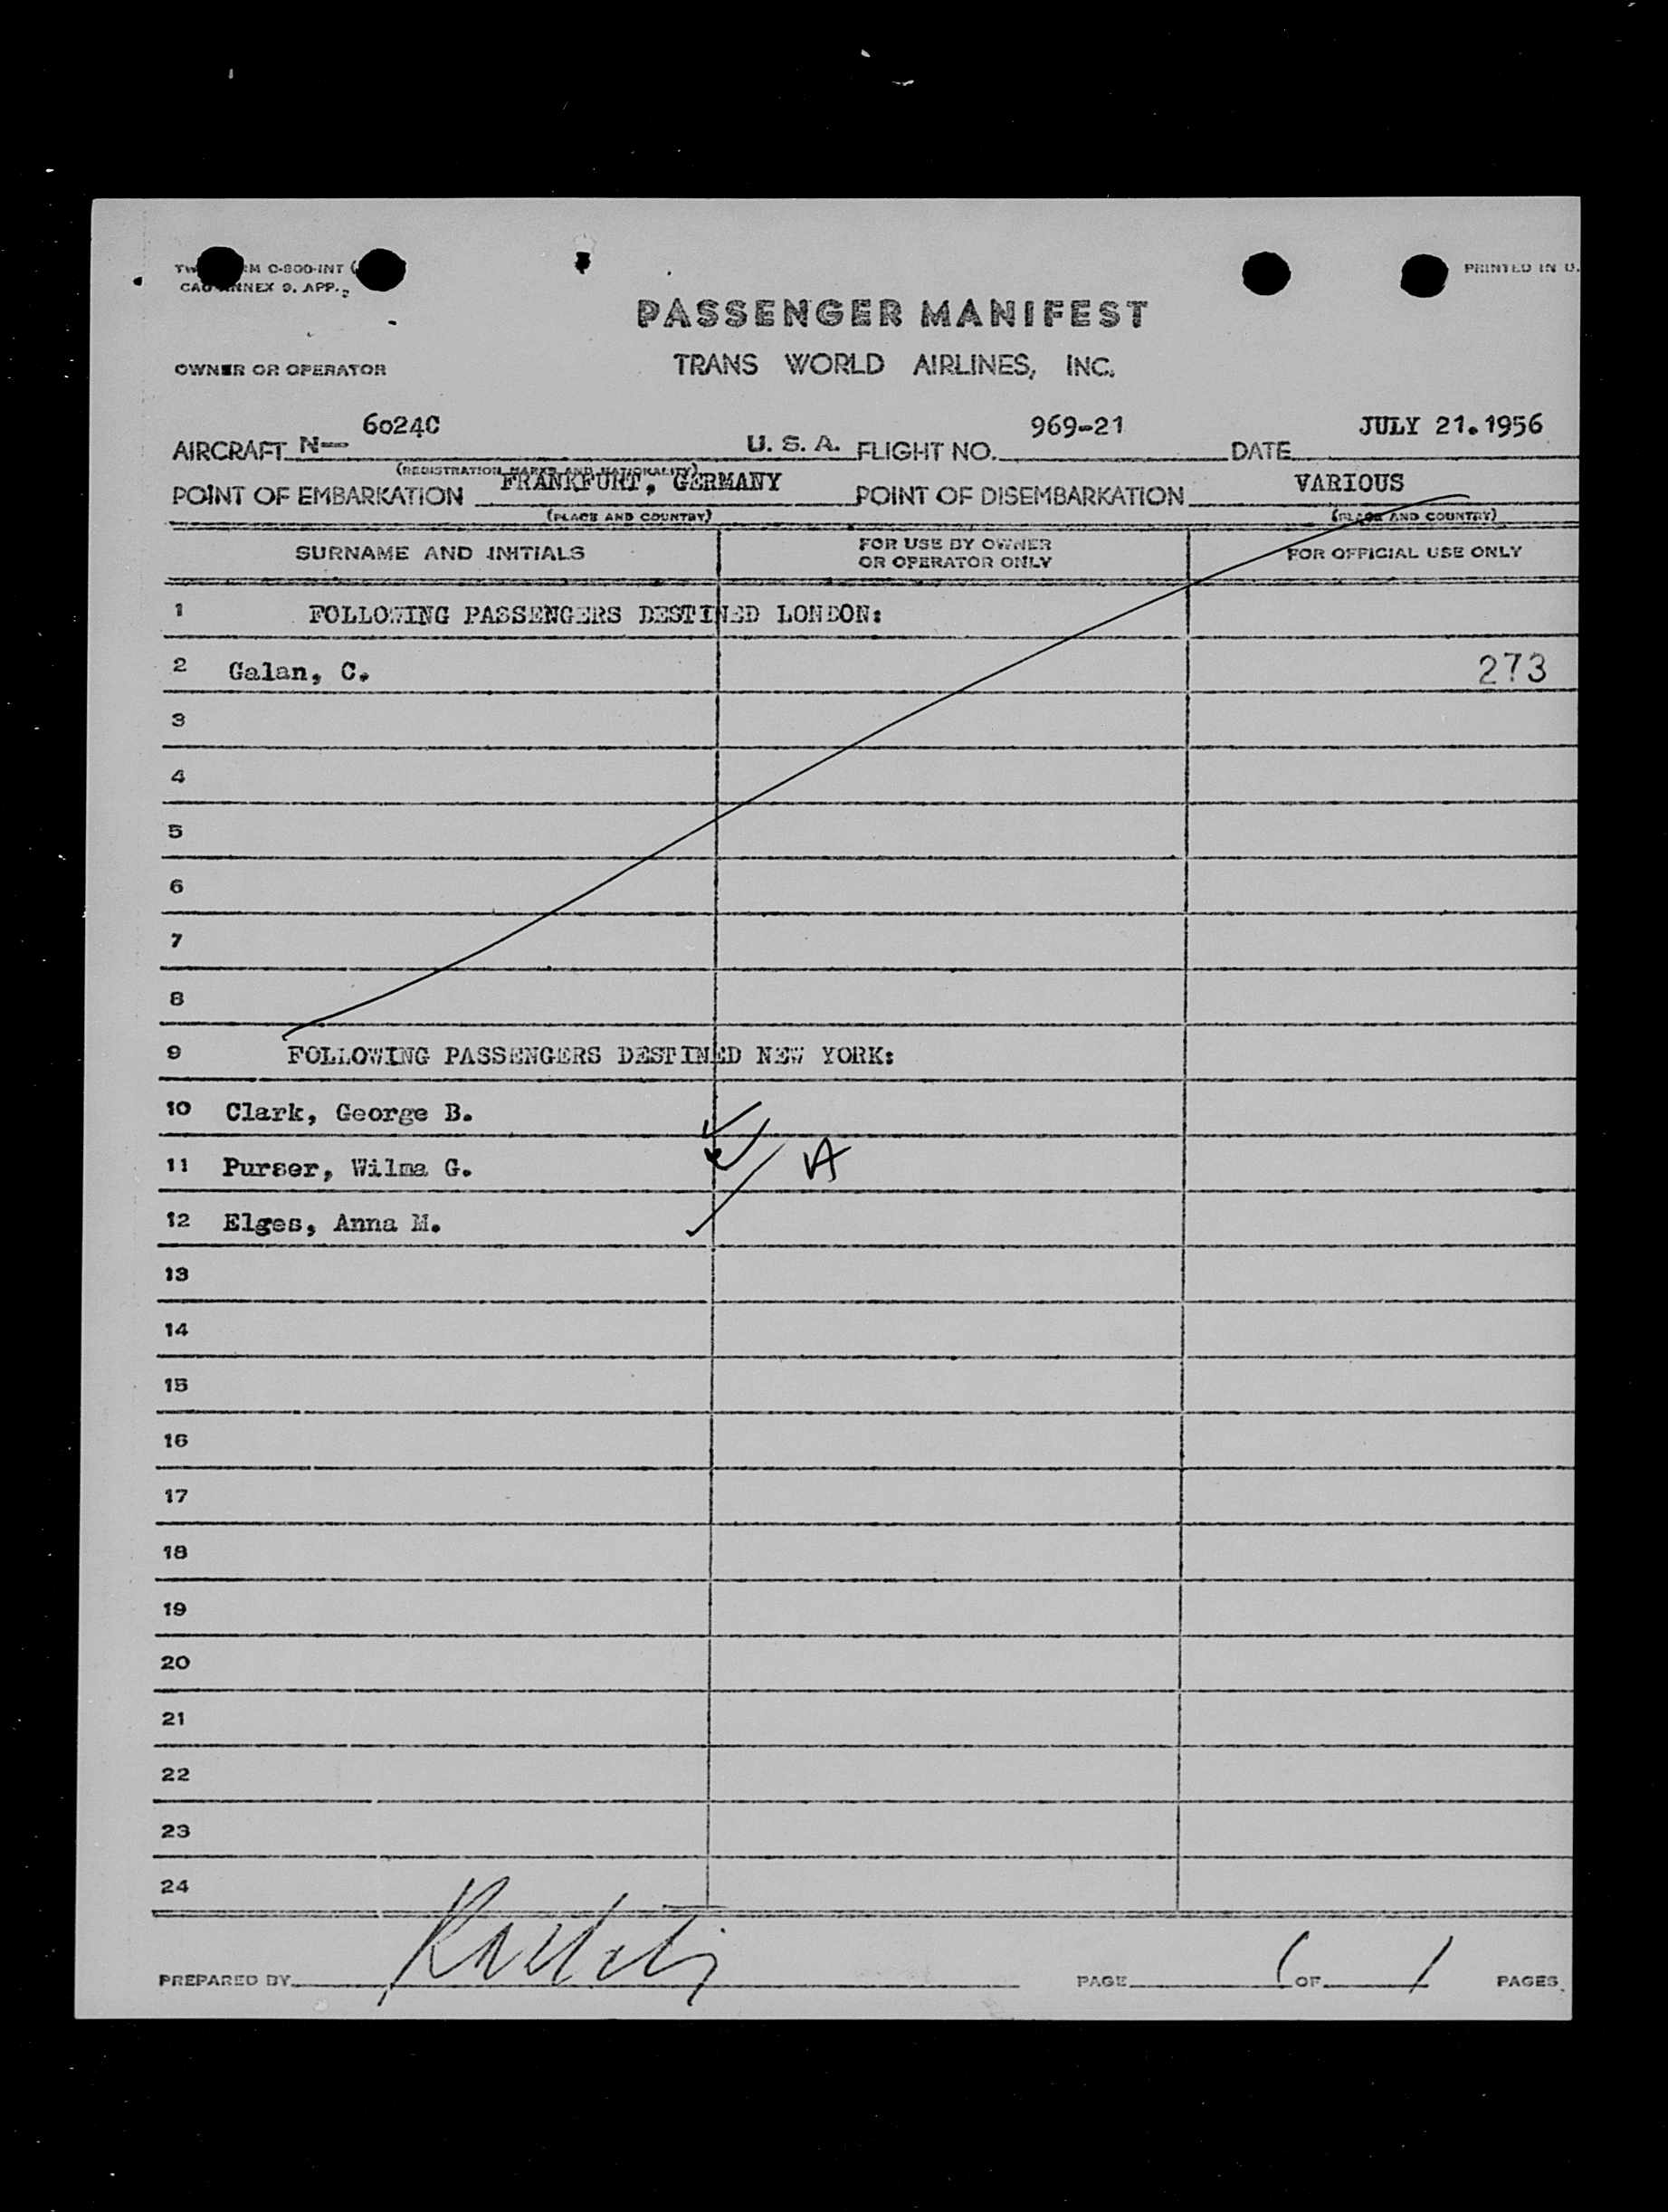 PRINTED IN U.
PASSENGER MANIFEST
OWNER OR OPERATOR TRANS WORLD AIRLINES, INC.
AIRCRAFT N— 6024C U. S. A. FLIGHT NO. 969-21 DATE JULY 21.1956
(REGISTRATION MARKS AND NATIONALITY)
POINT OF EMBARKATION FRANKFURT, GERMANY POINT OF DISEMBARKATION VARIOUS
(PLACE AND COUNTRY) (PLACE AND COUNTRY)
SURNAME AND INITIALS FOR USE BY OWNER OR OPERATOR ONLY FOR OFFICIAL USE ONLY
1 FOLLOWING PASSENGERS DESTINED LONDON:
2 Galan, C. 273
3
4
5
6
7
8
9 FOLLOWING PASSENGERS DESTINED NEW YORK:
10 Clark, George B.
11 Purser, Wilma G.
12 Elges, Anna M.
13
14
15
16
17
18
19
20
21
22
23
24
PREPARED BY PAGE 1 OF 1 PAGES